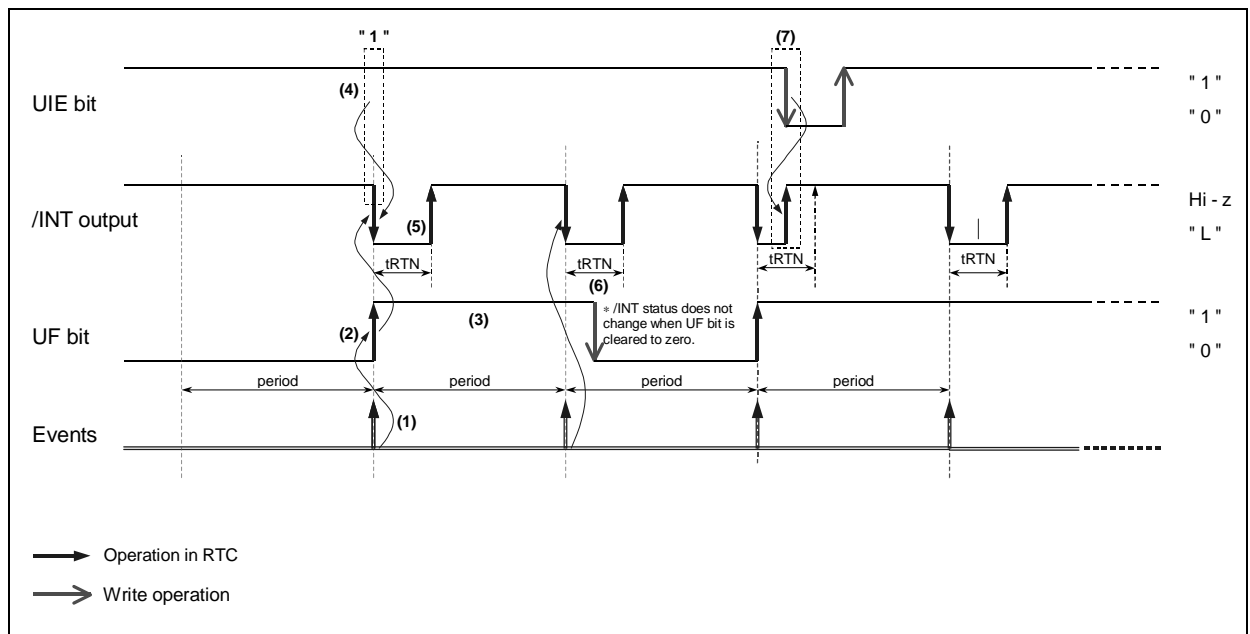 " 1 "
(7)
(4)
UIE bit
" 1 "
" 0 "
/INT output
(5)
Hi - z
" L "
tRTN
tRTN
tRTN
tRTN
(6)
* /INT status does not
change when UF bit is
cleared to zero.
(2)
(3)
UF bit
" 1 "
" 0 "
period
period
period
period
(1)
Events
Operation in RTC
Write operation